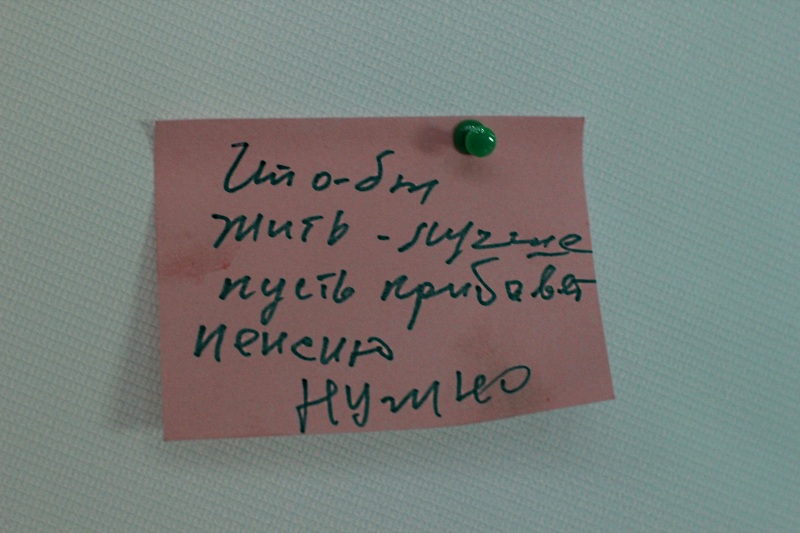 Что-бы
жить - лучше
пусть прибавят
пенсию
нужно